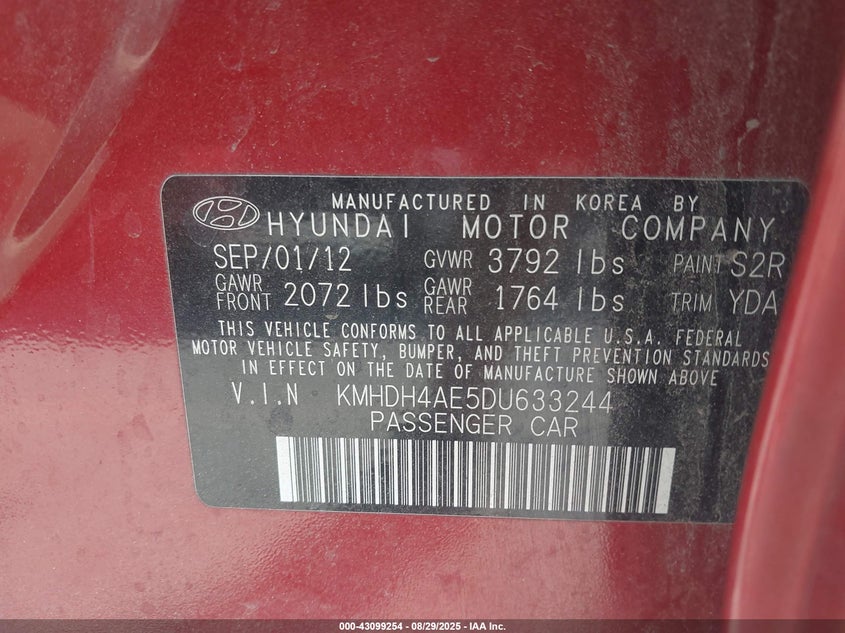 MANUFACTURED IN KOREA BY
HYUNDAI MOTOR COMPANY
SEP/01/12 GVWR 3792 lbs PAINT S2R
GAWR FRONT 2072 lbs GAWR REAR 1764 lbs TRIM YDA
THIS VEHICLE CONFORMS TO ALL APPLICABLE U.S.A. FEDERAL
MOTOR VEHICLE SAFETY, BUMPER, AND THEFT PREVENTION STANDARDS
IN EFFECT ON THE DATE OF MANUFACTURE SHOWN ABOVE
V.I.N KMHDH4AE5DU633244
PASSENGER CAR
000-43099254 - 08/29/2025 - IAA Inc.